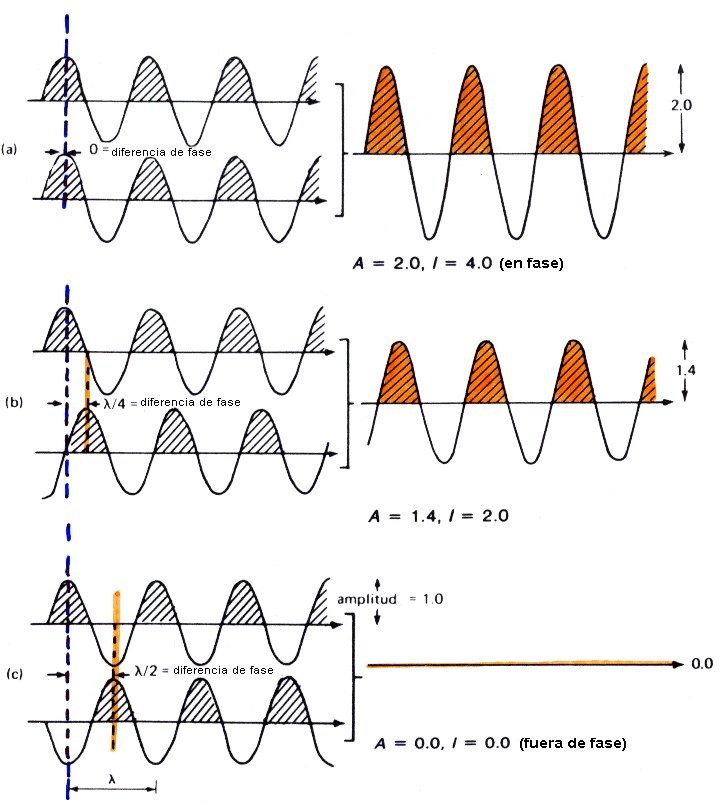 (a)
0 = diferencia de fase
2.0
A = 2.0, I = 4.0 (en fase)
(b)
λ/4 = diferencia de fase
1.4
A = 1.4, I = 2.0
amplitud = 1.0
(c)
λ/2 = diferencia de fase
0.0
A = 0.0, I = 0.0 (fuera de fase)
λ